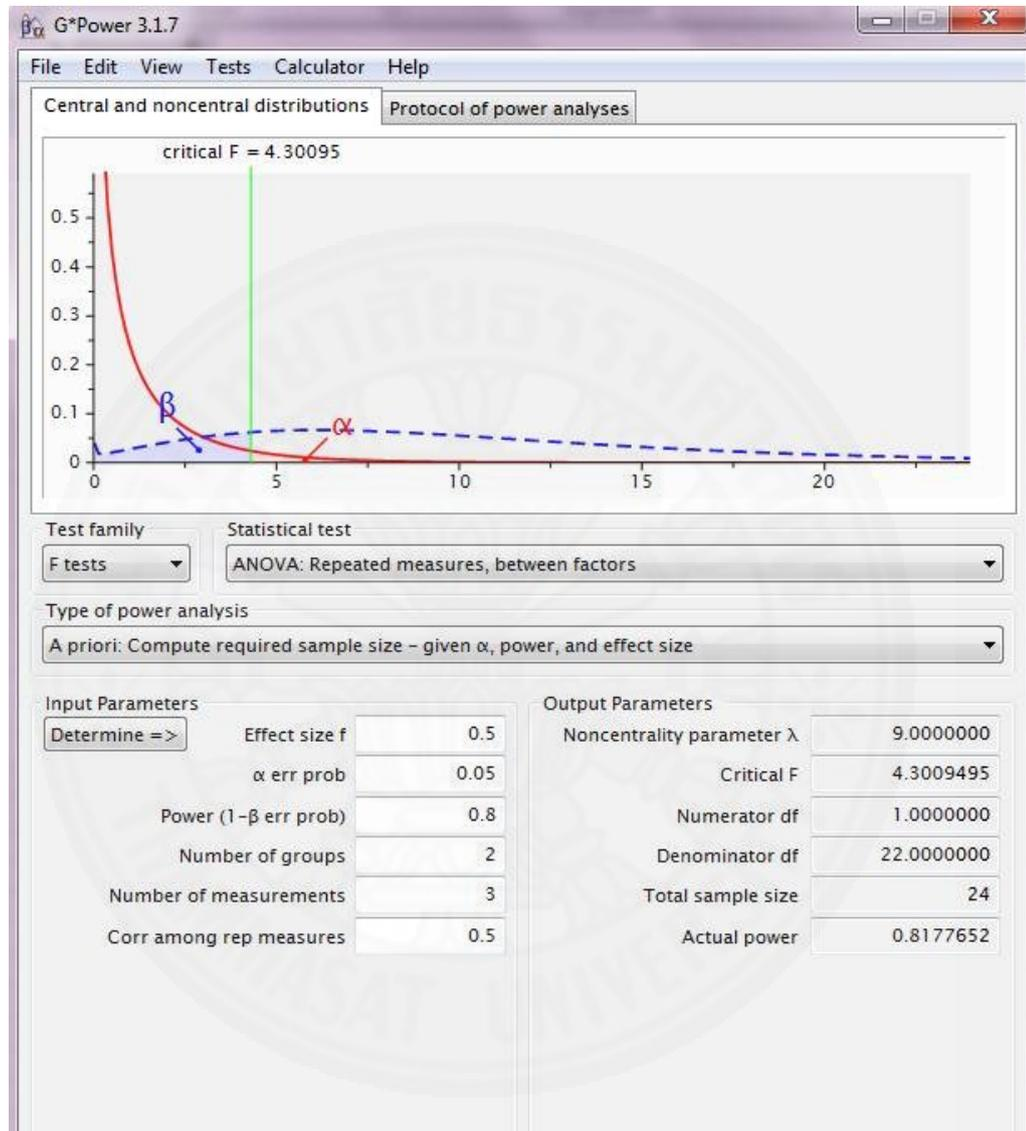 G*Power 3.1.7
File Edit View Tests Calculator Help
Central and noncentral distributions Protocol of power analyses
critical F = 4.30095
0.5
0.4
0.3
0.2
0.1
0
β
α
0 5 10 15 20
Test family Statistical test
F tests ANOVA: Repeated measures, between factors
Type of power analysis
A priori: Compute required sample size - given α, power, and effect size
Input Parameters Output Parameters
Determine => Effect size f 0.5 Noncentrality parameter λ 9.0000000
α err prob 0.05 Critical F 4.3009495
Power (1-β err prob) 0.8 Numerator df 1.0000000
Number of groups 2 Denominator df 22.0000000
Number of measurements 3 Total sample size 24
Corr among rep measures 0.5 Actual power 0.8177652